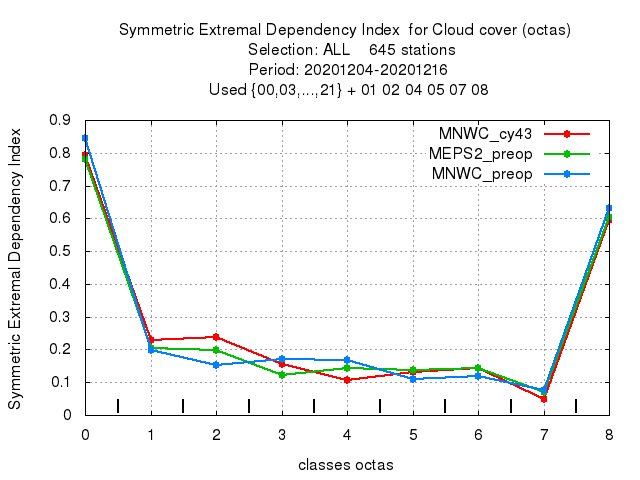 Symmetric Extremal Dependency Index  for Cloud cover (octas)
Selection: ALL    645 stations
Period: 20201204-20201216
Used {00,03,...,21} + 01 02 04 05 07 08
Symmetric Extremal Dependency Index
0.9
0.8
0.7
0.6
0.5
0.4
0.3
0.2
0.1
0
MNWC_cy43
MEPS2_preop
MNWC_preop
0 1 2 3 4 5 6 7 8
classes octas